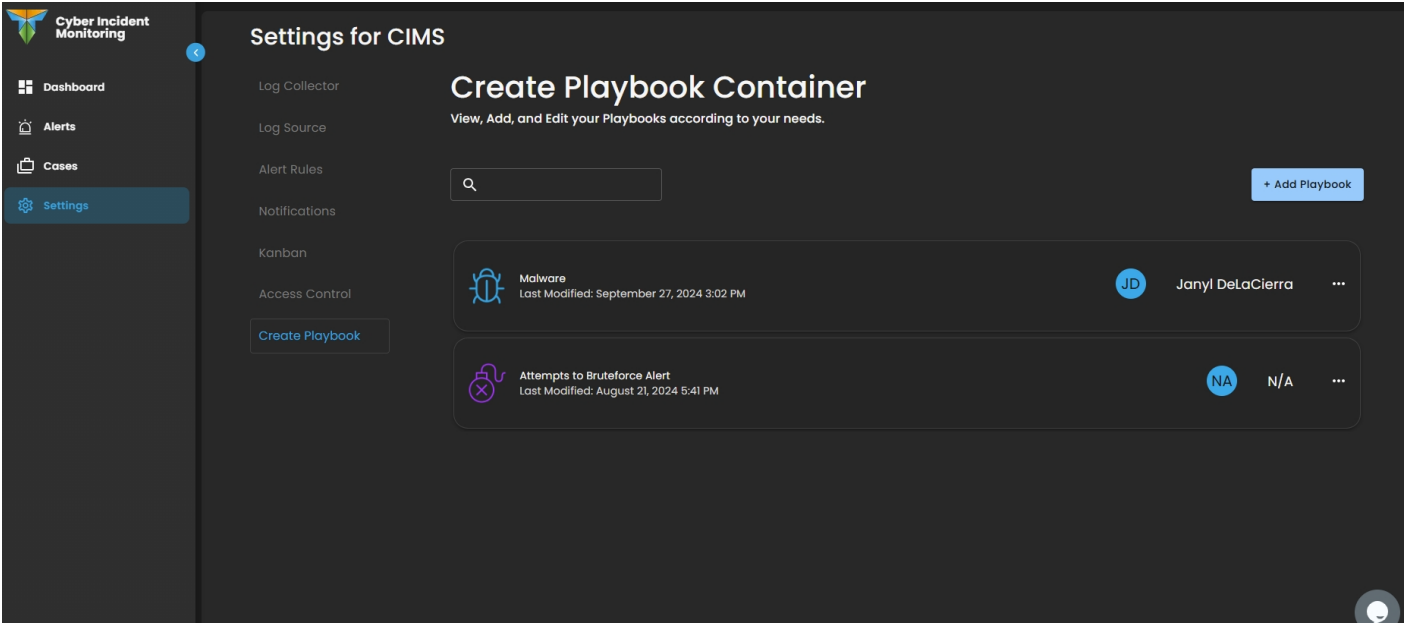 Cyber Incident
Monitoring
Dashboard
Alerts
Cases
Settings
Settings for CIMS
Log Collector
Log Source
Alert Rules
Notifications
Kanban
Access Control
Create Playbook
Create Playbook Container
View, Add, and Edit your Playbooks according to your needs.
+ Add Playbook
Malware
Last Modified: September 27, 2024 3:02 PM
JD Janyl DeLaCierra
Attempts to Bruteforce Alert
Last Modified: August 21, 2024 5:41 PM
NA N/A